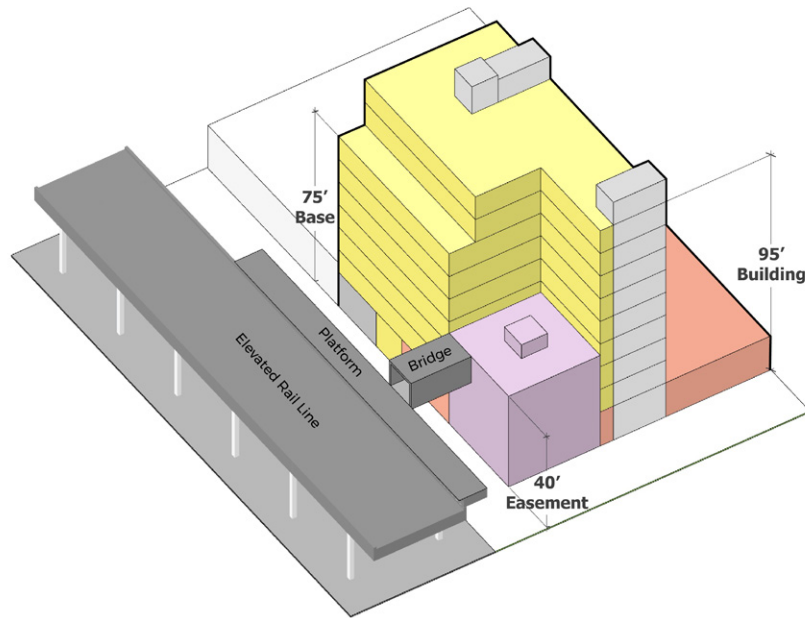 75’
Base
95’
Building
Platform
Bridge
Elevated Rail Line
40’
Easement